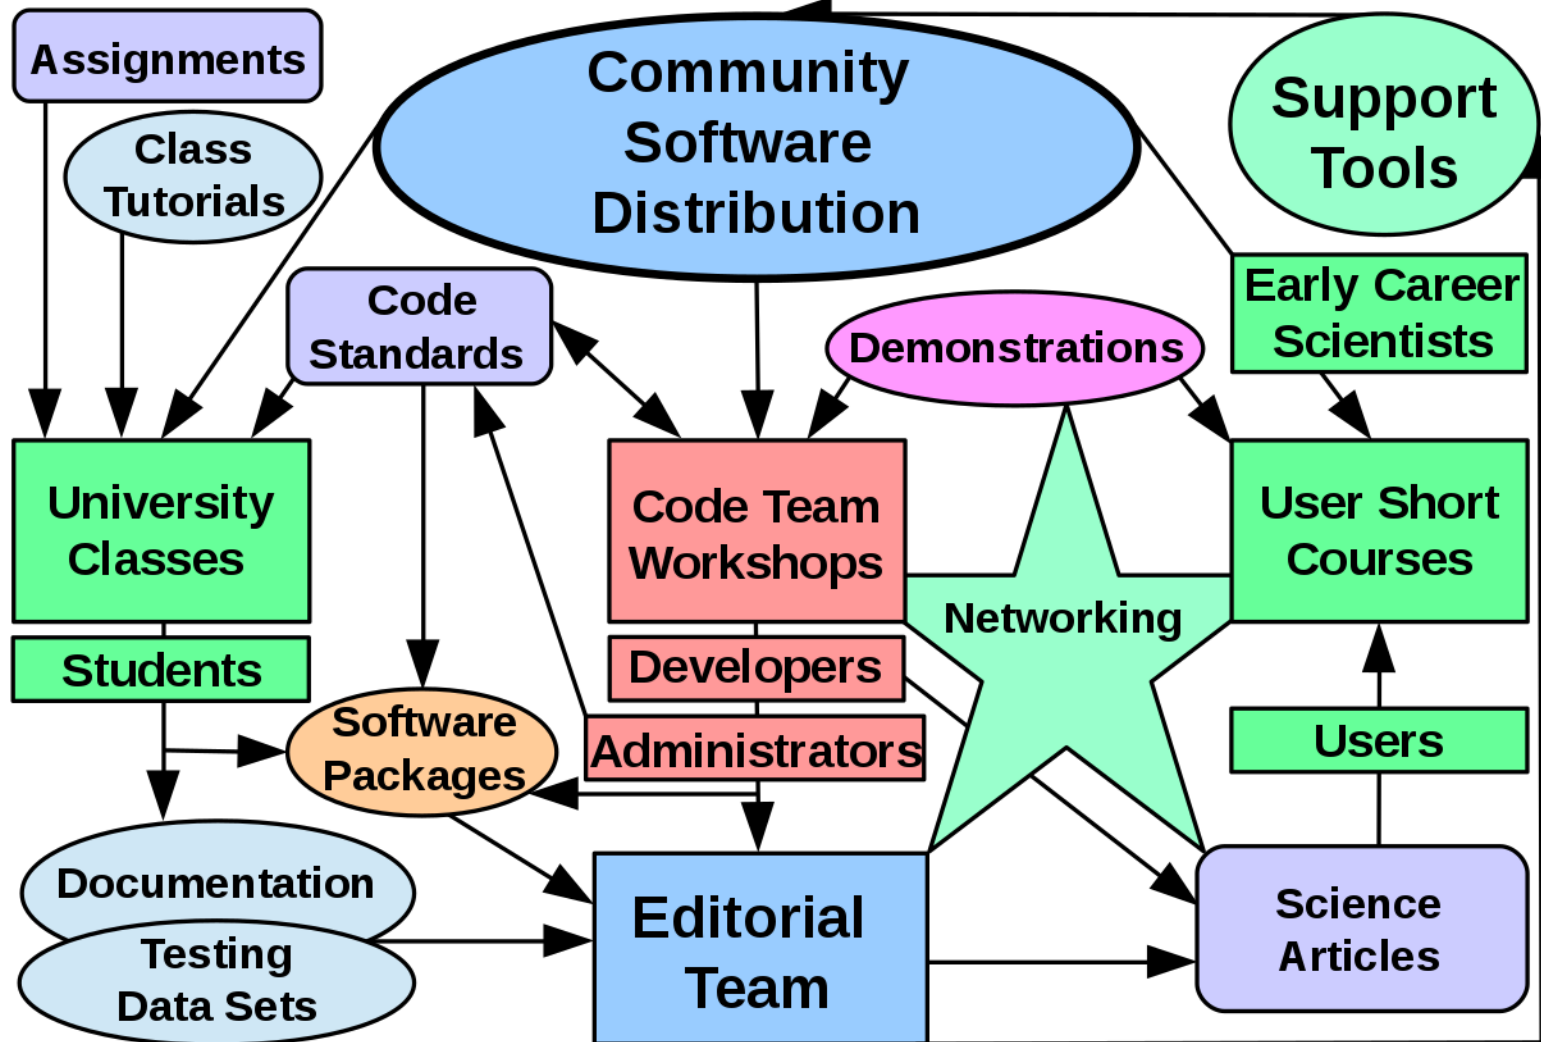 Assignments
Class
Tutorials
Community
Software
Distribution
Support
Tools
Code
Standards
Demonstrations
Early Career
Scientists
University
Classes
Code Team
Workshops
User Short
Courses
Networking
Students
Developers
Administrators
Software
Packages
Users
Documentation
Testing
Data Sets
Editorial
Team
Science
Articles